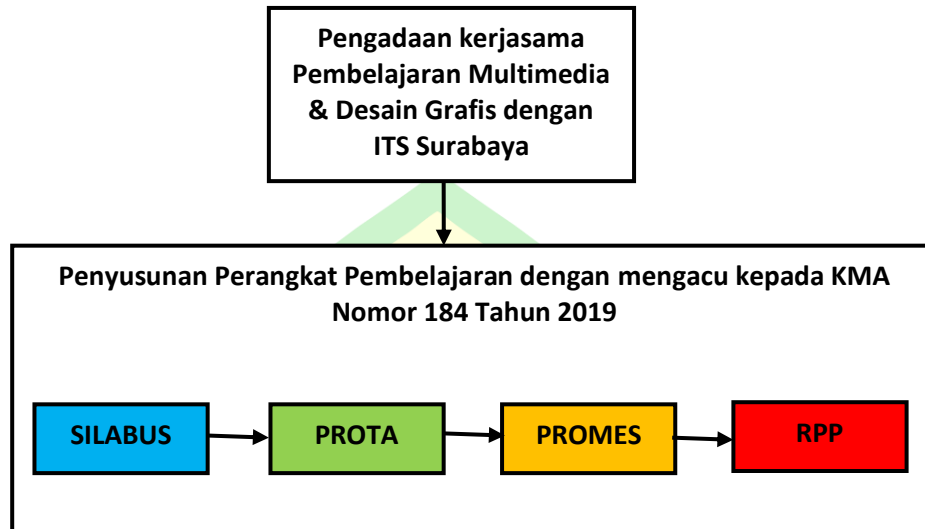 Pengadaan kerjasama
Pembelajaran Multimedia
& Desain Grafis dengan
ITS Surabaya
Penyusunan Perangkat Pembelajaran dengan mengacu kepada KMA
Nomor 184 Tahun 2019
SILABUS
PROTA
PROMES
RPP